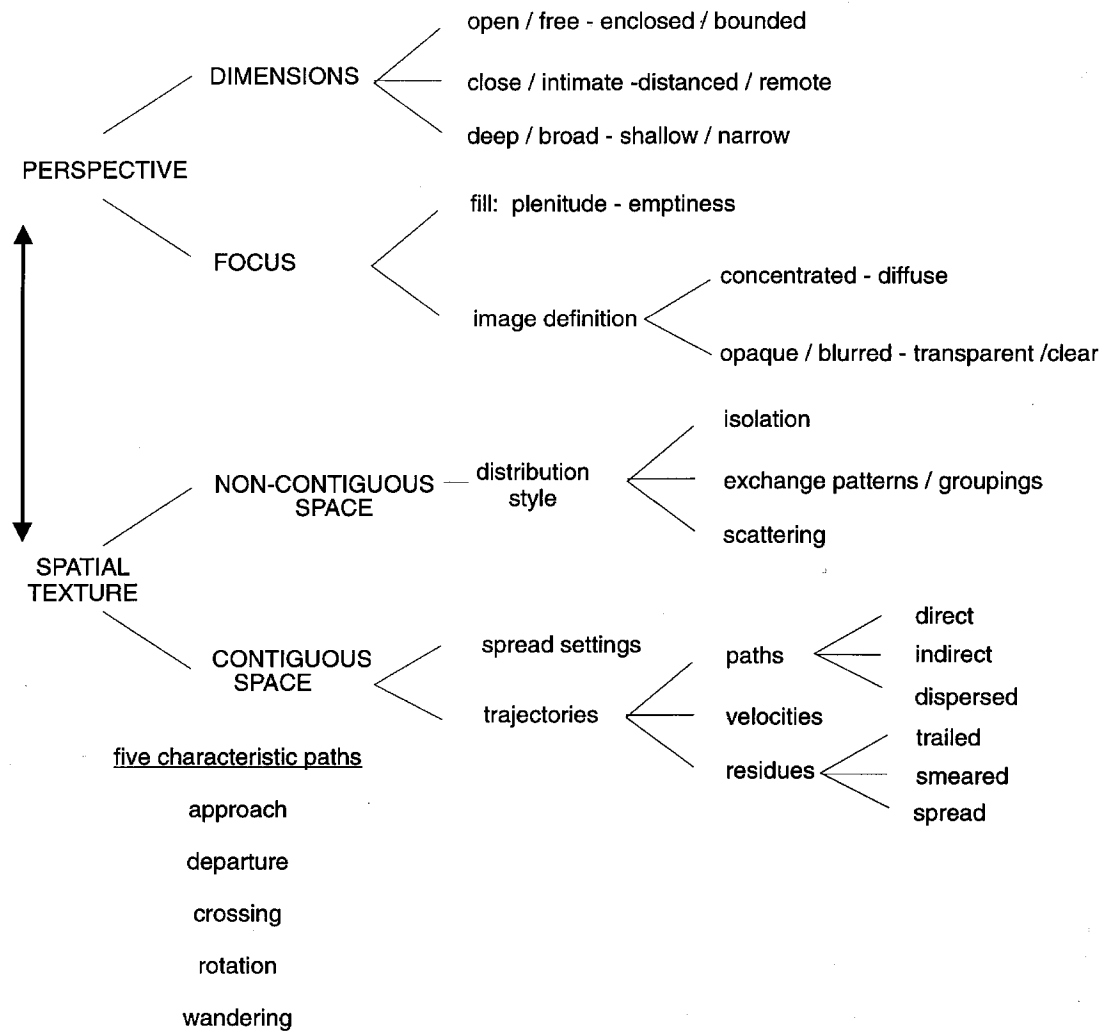 open / free - enclosed / bounded
DIMENSIONS
close / intimate -distanced / remote
deep / broad - shallow / narrow
PERSPECTIVE
fill: plenitude - emptiness
FOCUS
concentrated - diffuse
image definition
opaque / blurred - transparent /clear
isolation
NON-CONTIGUOUS
SPACE
distribution
style
exchange patterns / groupings
scattering
SPATIAL
TEXTURE
CONTIGUOUS
SPACE
spread settings
trajectories
paths
direct
indirect
dispersed
velocities
residues
trailed
smeared
spread
five characteristic paths
approach
departure
crossing
rotation
wandering